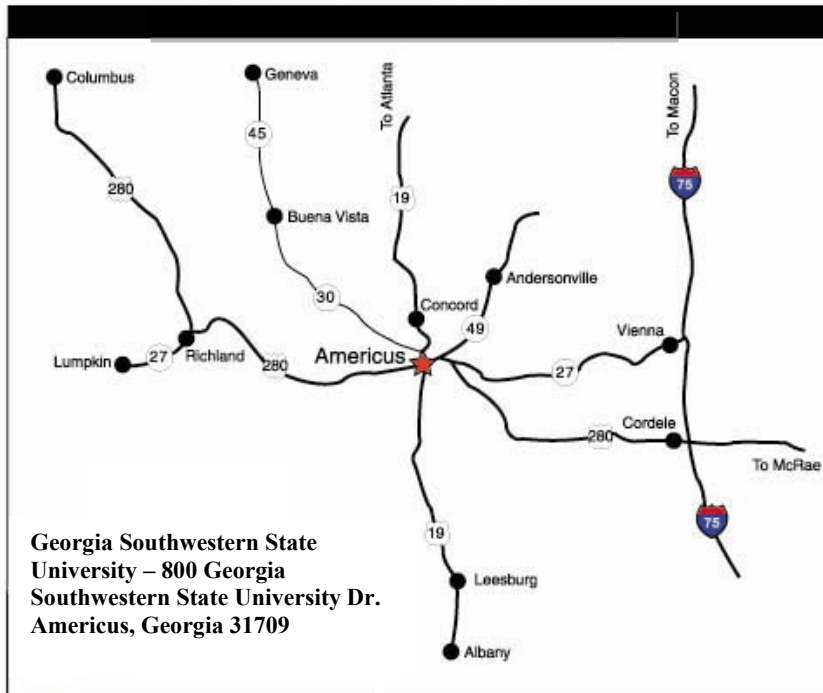 Columbus
Geneva
To Atlanta
To Macon
45
75
280
19
Buena Vista
Andersonville
30
Concord
49
Vienna
Americus
Lumpkin
27
Richland
280
27
Cordele
280
To McRae
75
19
Georgia Southwestern State
University – 800 Georgia
Southwestern State University Dr.
Americus, Georgia 31709
Leesburg
Albany